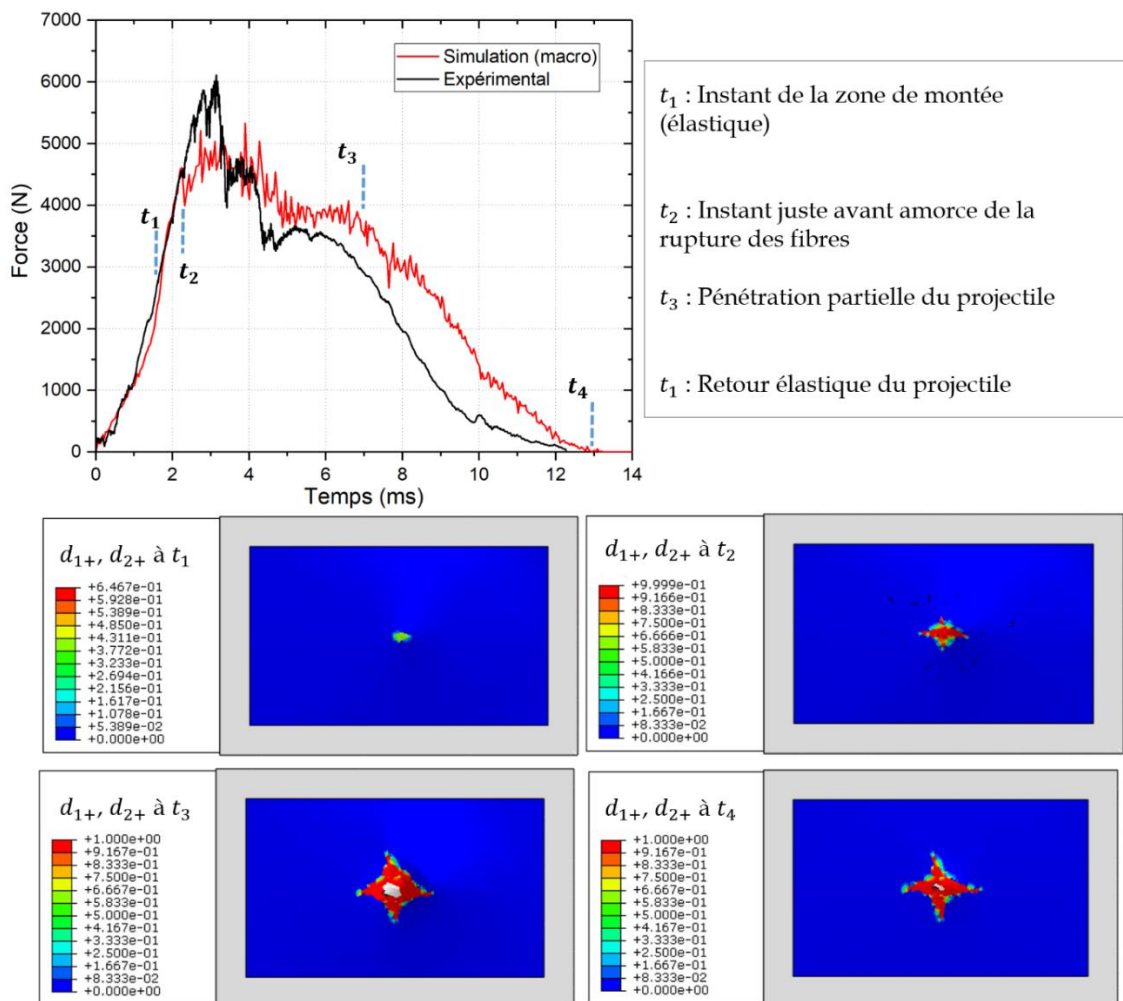 7000
6000
5000
4000
3000
2000
1000
0
Force (N)
0 2 4 6 8 10 12 14
Temps (ms)
Simulation (macro)
Expérimental
t₁
t₂
t₃
t₄
t₁ : Instant de la zone de montée
(élastique)
t₂ : Instant juste avant amorce de la
rupture des fibres
t₃ : Pénétration partielle du projectile
t₁ : Retour élastique du projectile
d₁₊, d₂₊ à t₁
+6.467e-01
+5.928e-01
+5.389e-01
+4.850e-01
+4.311e-01
+3.772e-01
+3.233e-01
+2.694e-01
+2.156e-01
+1.617e-01
+1.078e-01
+5.389e-02
+0.000e+00
d₁₊, d₂₊ à t₂
+9.999e-01
+9.166e-01
+8.333e-01
+7.500e-01
+6.666e-01
+5.833e-01
+5.000e-01
+4.166e-01
+3.333e-01
+2.500e-01
+1.667e-01
+8.333e-02
+0.000e+00
d₁₊, d₂₊ à t₃
+1.000e+00
+9.167e-01
+8.333e-01
+7.500e-01
+6.667e-01
+5.833e-01
+5.000e-01
+4.167e-01
+3.333e-01
+2.500e-01
+1.667e-01
+8.333e-02
+0.000e+00
d₁₊, d₂₊ à t₄
+1.000e+00
+9.167e-01
+8.333e-01
+7.500e-01
+6.667e-01
+5.833e-01
+5.000e-01
+4.167e-01
+3.333e-01
+2.500e-01
+1.667e-01
+8.333e-02
+0.000e+00